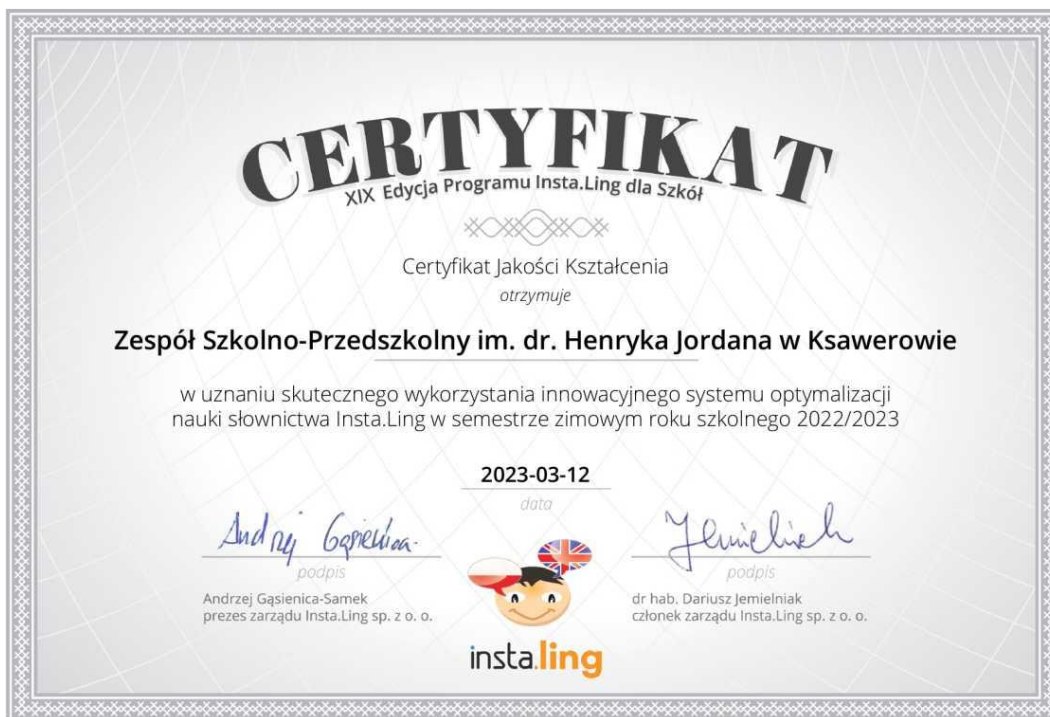 CERTYFIKAT
XIX Edycja Programu Insta.Ling dla Szkół
Certyfikat Jakości Kształcenia
otrzymuje
Zespół Szkolno-Przedszkolny im. dr. Henryka Jordana w Ksawerowie
w uznaniu skutecznego wykorzystania innowacyjnego systemu optymalizacji
nauki słownictwa Insta.Ling w semestrze zimowym roku szkolnego 2022/2023
2023-03-12
data
Andrzej Gąsienica-
podpis
Andrzej Gąsienica-Samek
prezes zarządu Insta.Ling sp. z o. o.
Jemielniak
podpis
dr hab. Dariusz Jemielniak
członek zarządu Insta.Ling sp. z o. o.
insta.ling